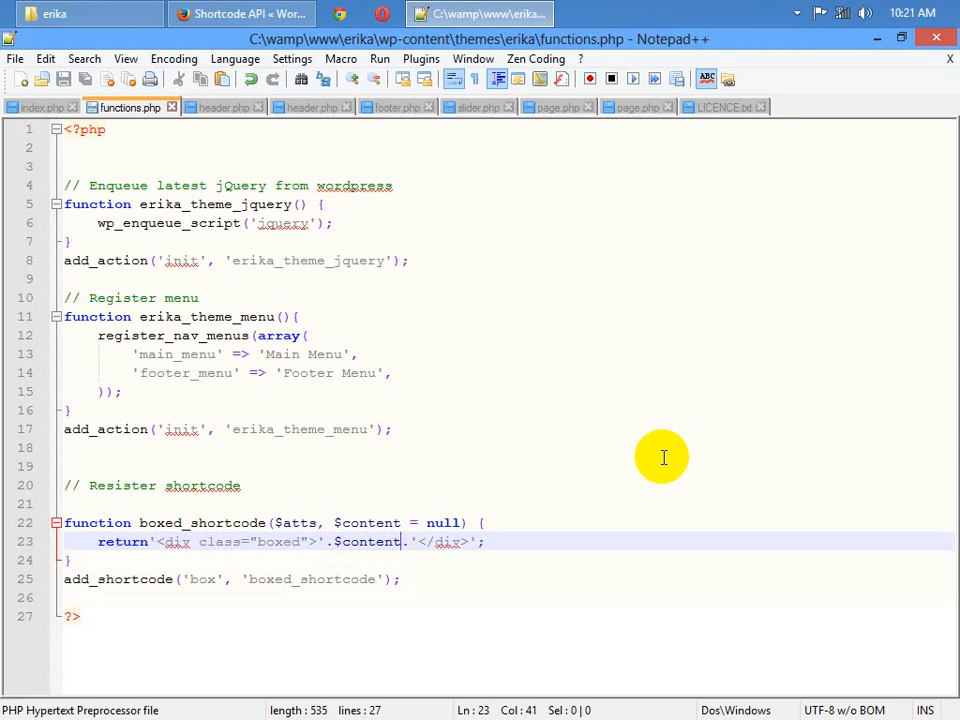 erika
Shortcode API « Wor...
C:\wamp\www\erika...
10:21 AM
C:\wamp\www\erika\wp-content\themes\erika\functions.php - Notepad++
File Edit Search View Encoding Language Settings Macro Run Plugins Window Zen Coding ? X
index.php functions.php header.php header.php footer.php slider.php page.php page.php LICENCE.txt
1 <?php
2
3
4 // Enqueue latest jQuery from wordpress
5 function erika_theme_jquery() {
6 wp_enqueue_script('jquery');
7 }
8 add_action('init', 'erika_theme_jquery');
9
10 // Register menu
11 function erika_theme_menu(){
12 register_nav_menus(array(
13 'main_menu' => 'Main Menu',
14 'footer_menu' => 'Footer Menu',
15 ));
16 }
17 add_action('init', 'erika_theme_menu');
18
19
20 // Resister shortcode
21
22 function boxed_shortcode($atts, $content = null) {
23 return'<div class="boxed">'.$content.'</div>';
24 }
25 add_shortcode('box', 'boxed_shortcode');
26
27 ?>
PHP Hypertext Preprocessor file length : 535 lines : 27 Ln : 23 Col : 41 Sel : 0 | 0 Dos\Windows UTF-8 w/o BOM INS